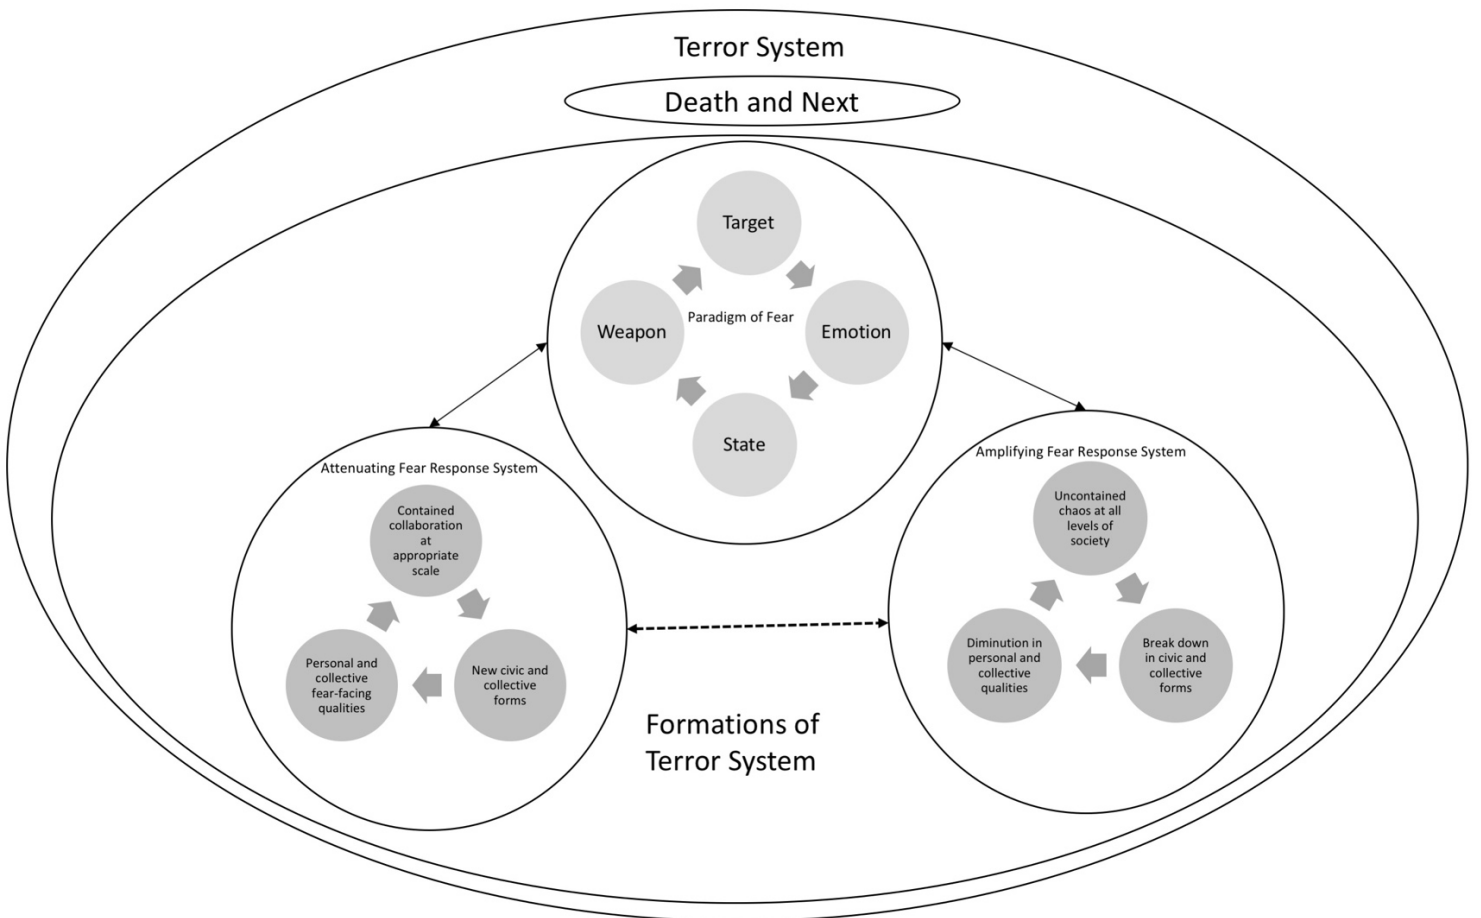 Terror System
Death and Next
Target
Weapon
Paradigm of Fear
Emotion
State
Attenuating Fear Response System
Contained
collaboration
at
appropriate
scale
Personal and
collective
fear-facing
qualities
New civic and
collective
forms
Amplifying Fear Response System
Uncontained
chaos at all
levels of
society
Diminution in
personal and
collective
qualities
Break down
in civic and
collective
forms
Formations of
Terror System